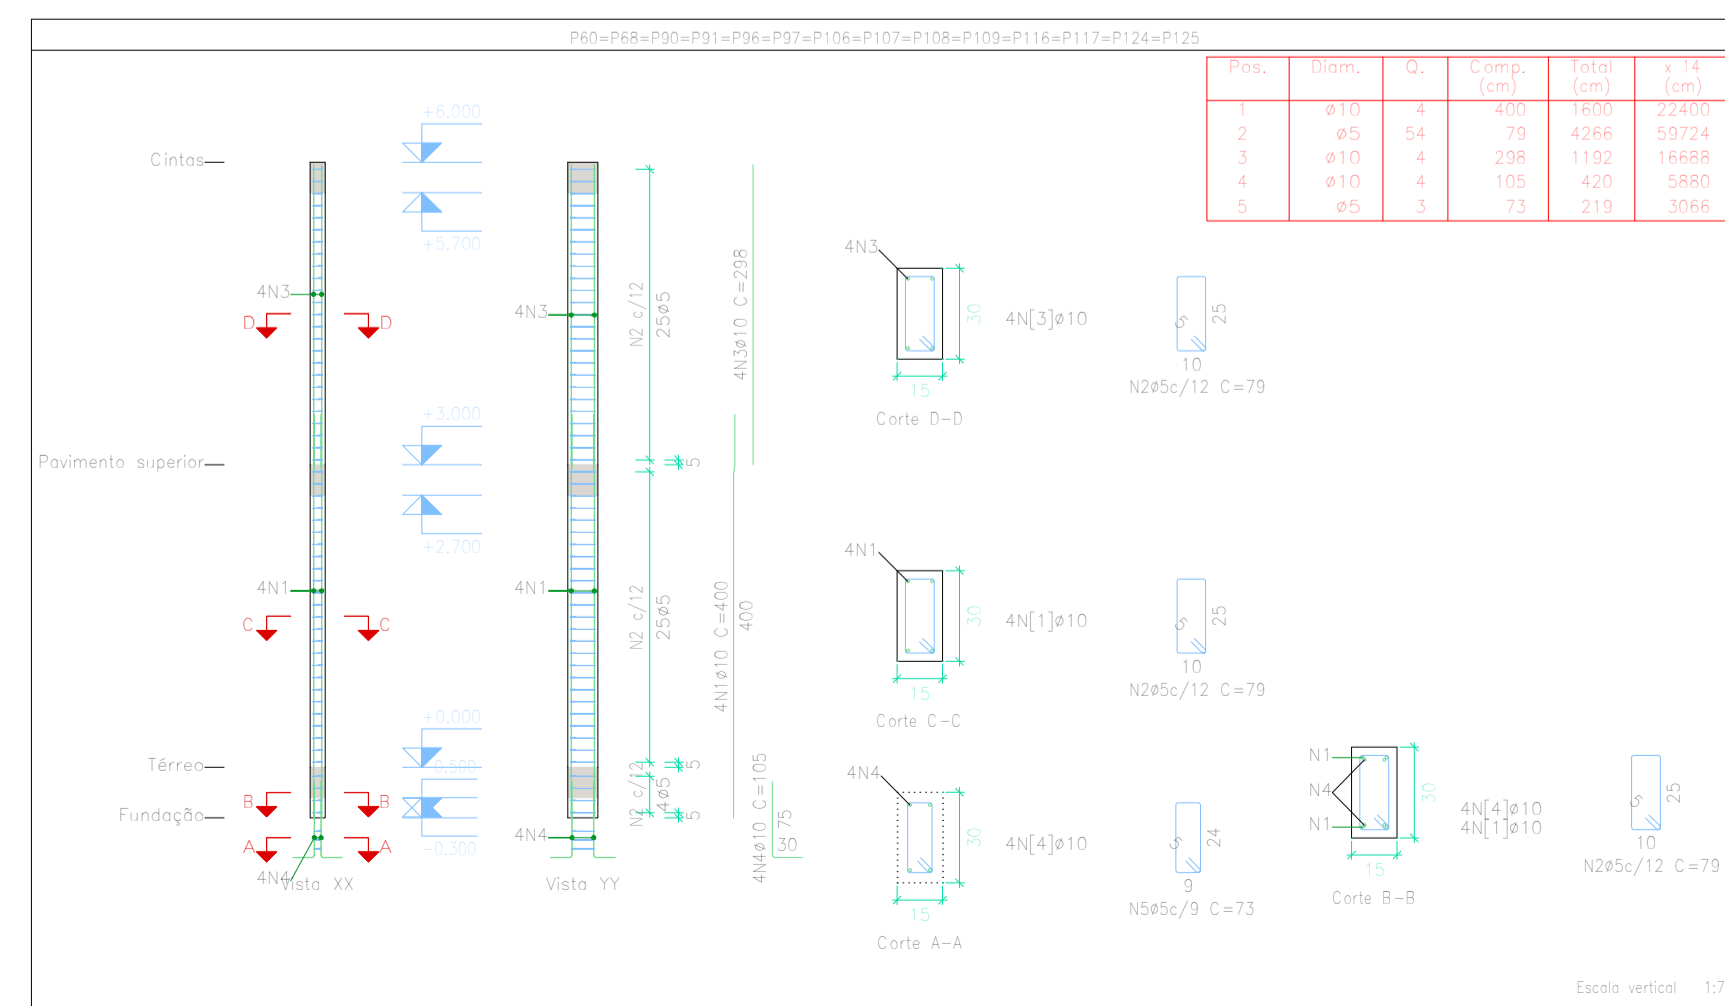 P60=P68=P90=P91=P96=P97=P106=P107=P108=P109=P116=P117=P124=P125
Pos. Diam. Q. Comp. (cm) Total (cm) x 14 (cm)
1 ø10 4 400 1600 22400
2 ø5 54 79 4266 59724
3 ø10 4 298 1192 16688
4 ø10 4 105 420 5880
5 ø5 3 73 219 3066
Cintas
Pavimento superior
Térreo
Fundação
4N3
D D
4N1
C C
B B
A A
4N4
Vista XX
+6.000
+5.700
+3.000
+2.700
+0.000
-0.500
-0.300
4N3
4N1
4N4
Vista YY
N2 c/12
25ø5
5
N2 c/12
25ø5
5
N2 c/12
4ø5
5
4N3ø10 C=298
4N1ø10 C=400
400
4N4ø10 C=105
75
30
4N3
30
15
4N[3]ø10
Corte D-D
5
25
10
N2ø5c/12 C=79
4N1
30
15
4N[1]ø10
Corte C-C
5
25
10
N2ø5c/12 C=79
4N4
30
15
4N[4]ø10
Corte A-A
5
24
9
N5ø5c/9 C=73
N1
N4
N1
30
15
4N[4]ø10
4N[1]ø10
Corte B-B
5
25
10
N2ø5c/12 C=79
Escala vertical 1:7